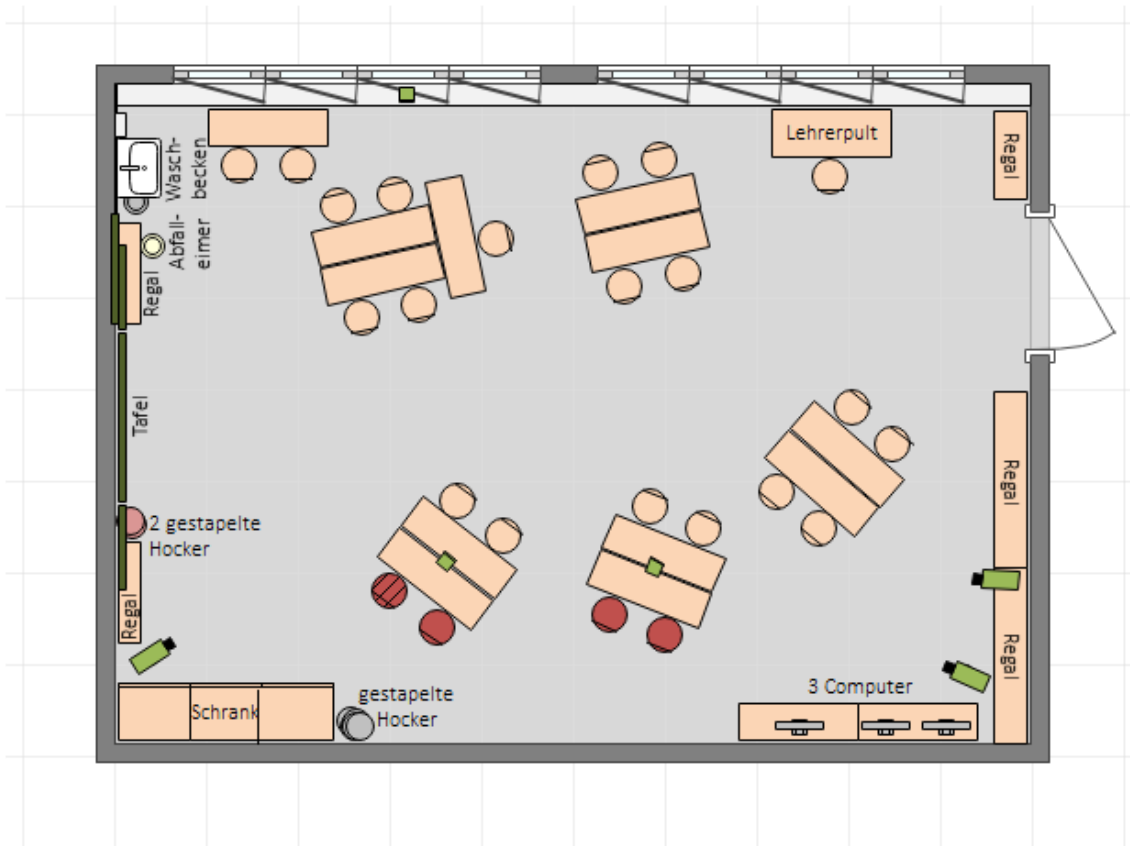 Wasch-
becken
Lehrerpult
Regal
Abfall-
eimer
Regal
Tafel
2 gestapelte
Hocker
Regal
Regal
Regal
3 Computer
gestapelte
Hocker
Schrank